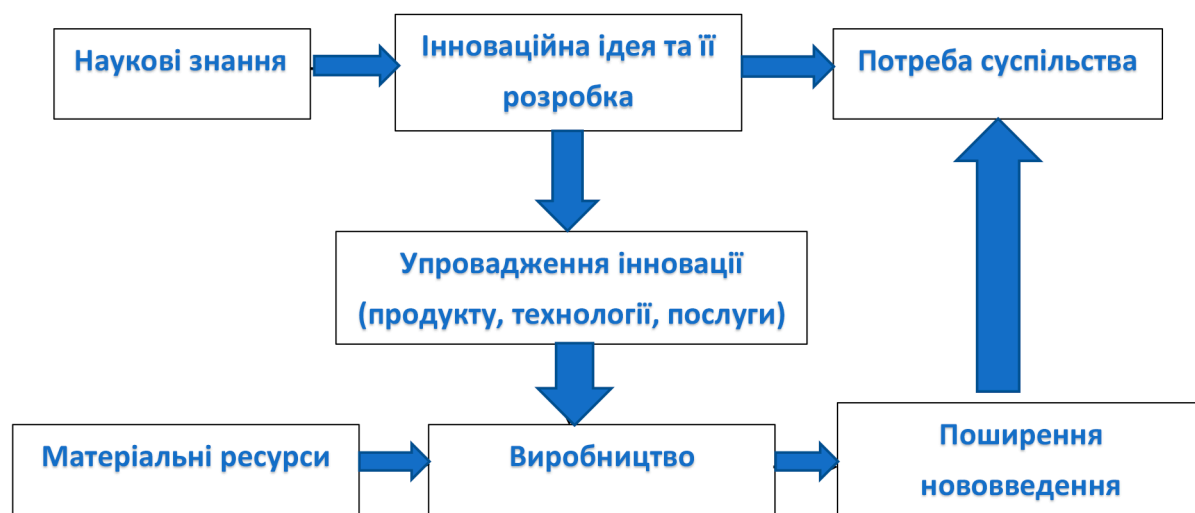 Наукові знання
Інноваційна ідея та її
розробка
Потреба суспільства
Упровадження інновації
(продукту, технології, послуги)
Матеріальні ресурси
Виробництво
Поширення
нововведення